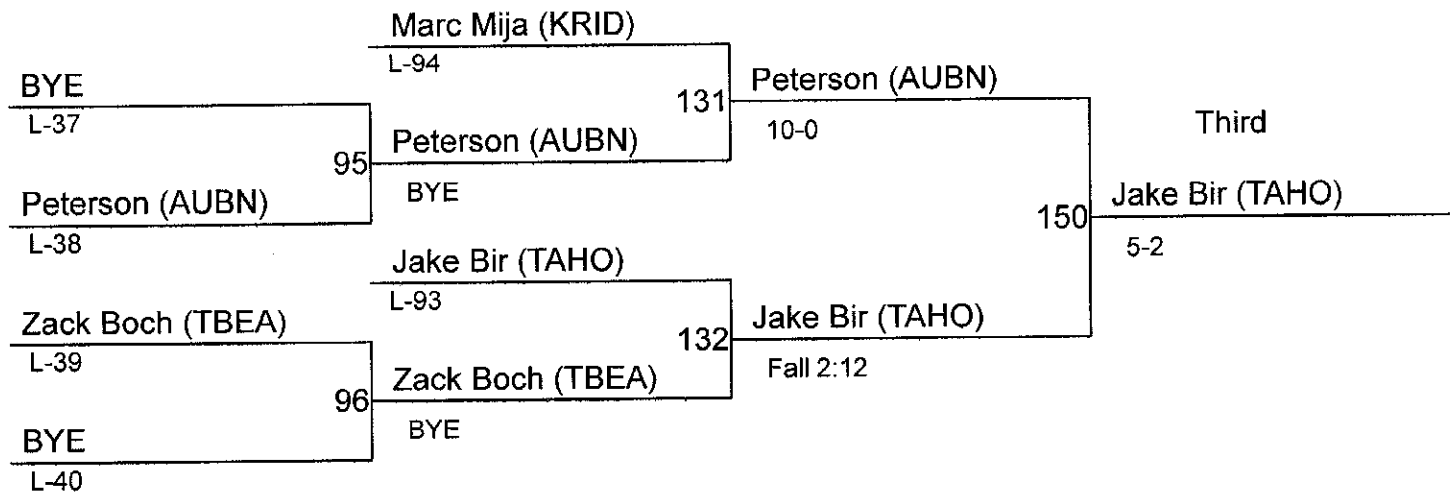 Marc Mija (KRID)
L-94
BYE
L-37
131
Peterson (AUBN)
10-0
Third
95
Peterson (AUBN)
BYE
Peterson (AUBN)
L-38
150
Jake Bir (TAHO)
5-2
Jake Bir (TAHO)
L-93
Zack Boch (TBEA)
L-39
132
Jake Bir (TAHO)
Fall 2:12
96
Zack Boch (TBEA)
BYE
BYE
L-40